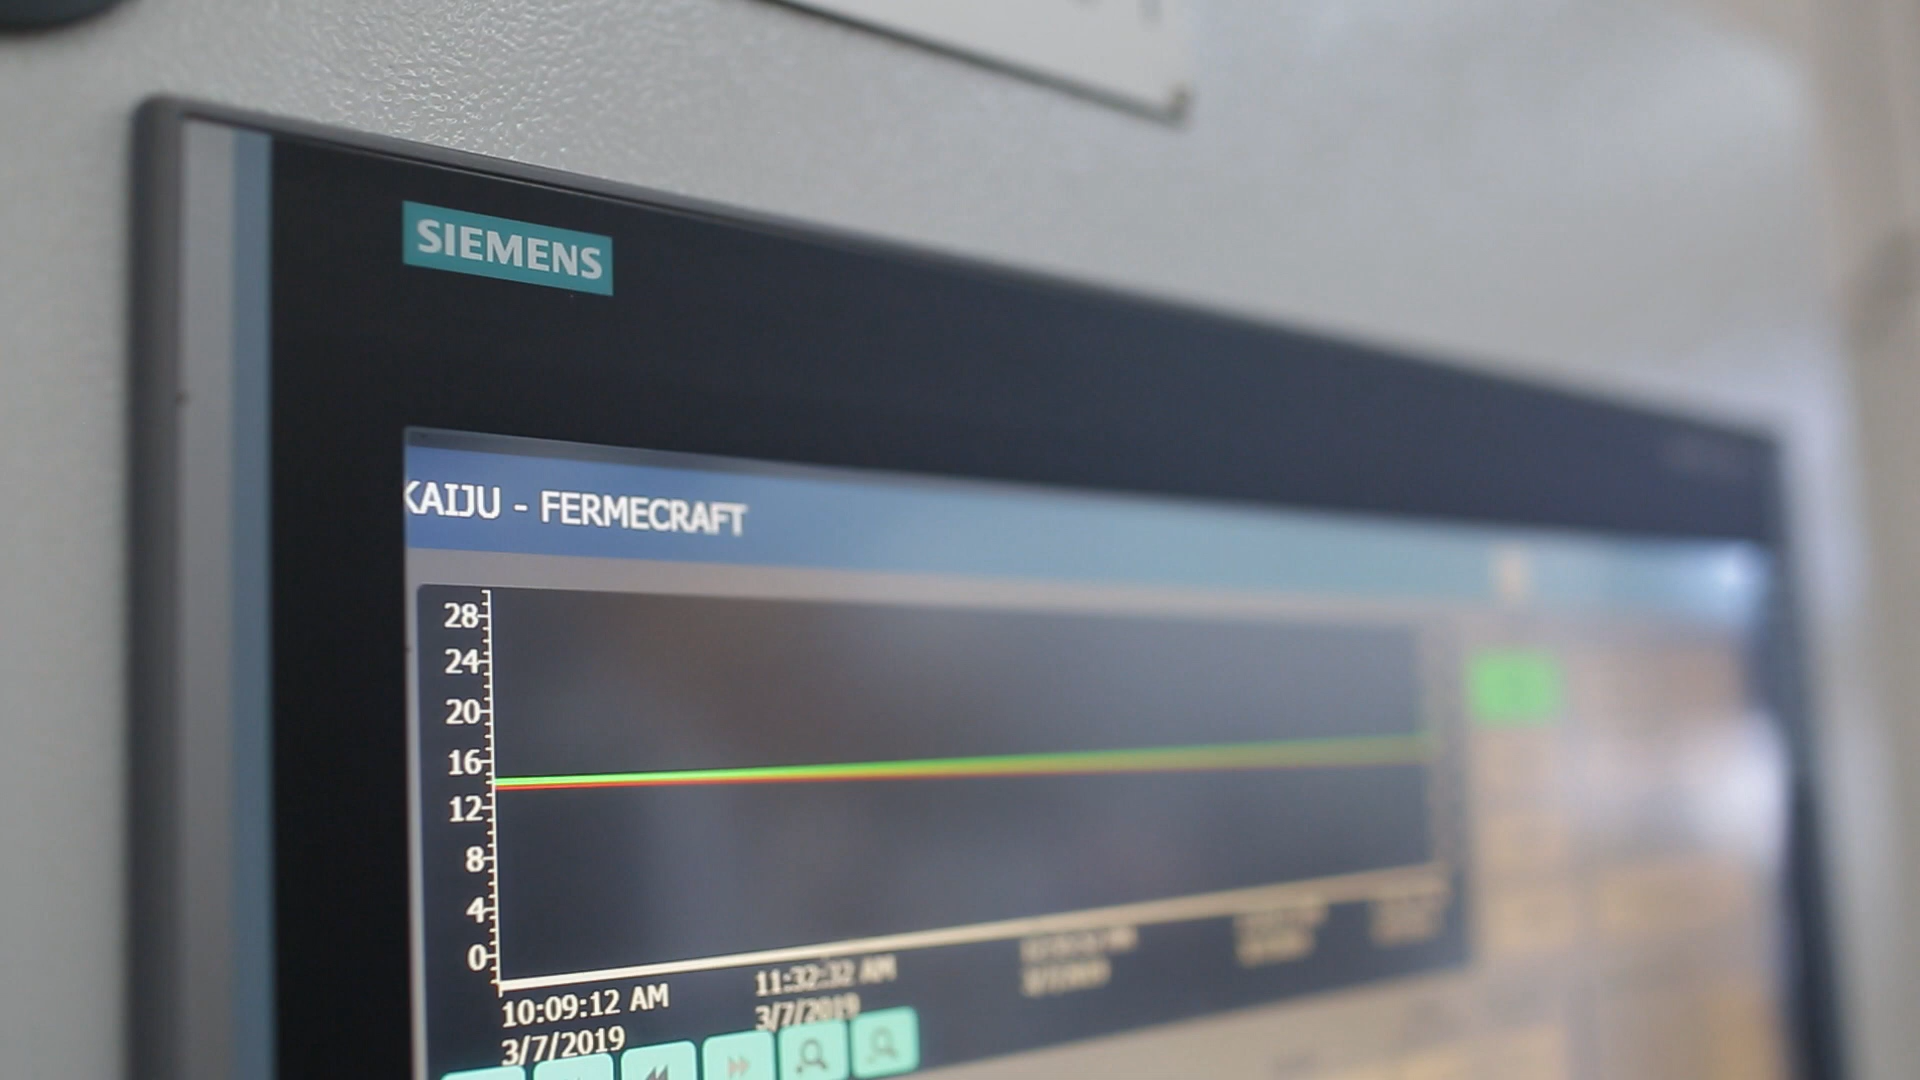 SIEMENS
KAIJU - FERMECRAFT
28
24
20
16
12
8
4
0
10:09:12 AM
3/7/2019
11:32:32 AM
3/7/2019